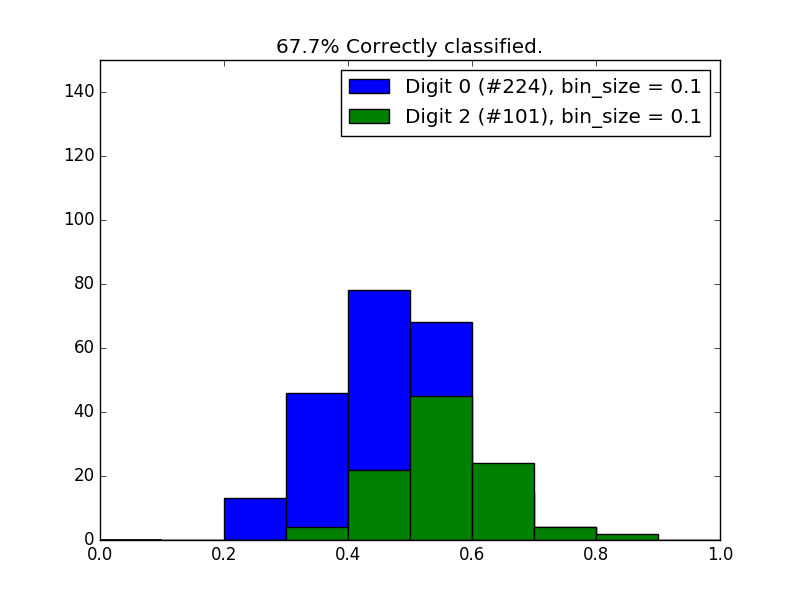 67.7% Correctly classified.
Digit 0 (#224), bin_size = 0.1
Digit 2 (#101), bin_size = 0.1
140
120
100
80
60
40
20
0
0.0 0.2 0.4 0.6 0.8 1.0